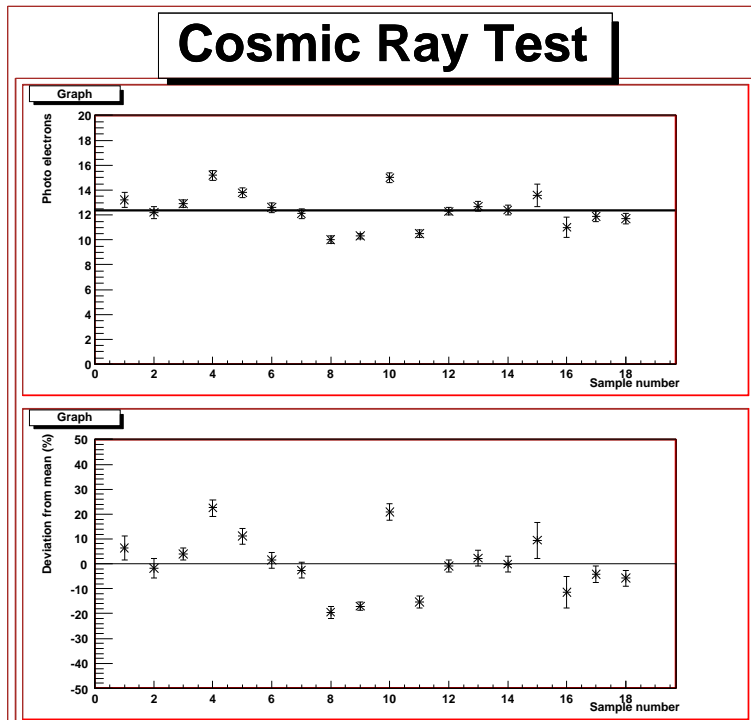 Cosmic Ray Test
Graph
Photo electrons
20
18
16
14
12
10
8
6
4
2
0
0 2 4 6 8 10 12 14 16 18
Sample number
Graph
Deviation from mean (%)
50
40
30
20
10
0
-10
-20
-30
-40
-50
0 2 4 6 8 10 12 14 16 18
Sample number